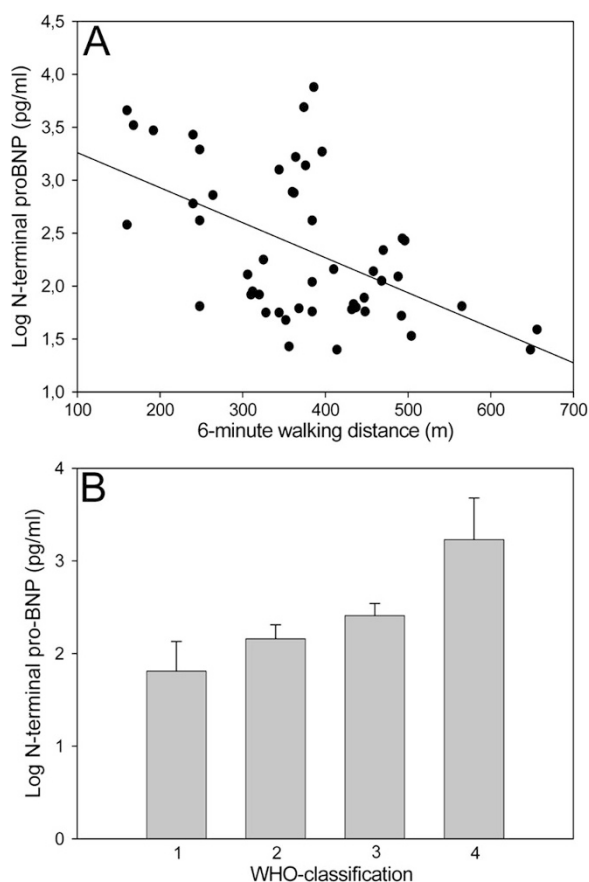 A
Log N-terminal proBNP (pg/ml)
4,5
4,0
3,5
3,0
2,5
2,0
1,5
1,0
100 200 300 400 500 600 700
6-minute walking distance (m)
B
Log N-terminal pro-BNP (pg/ml)
4
3
2
1
0
1 2 3 4
WHO-classification